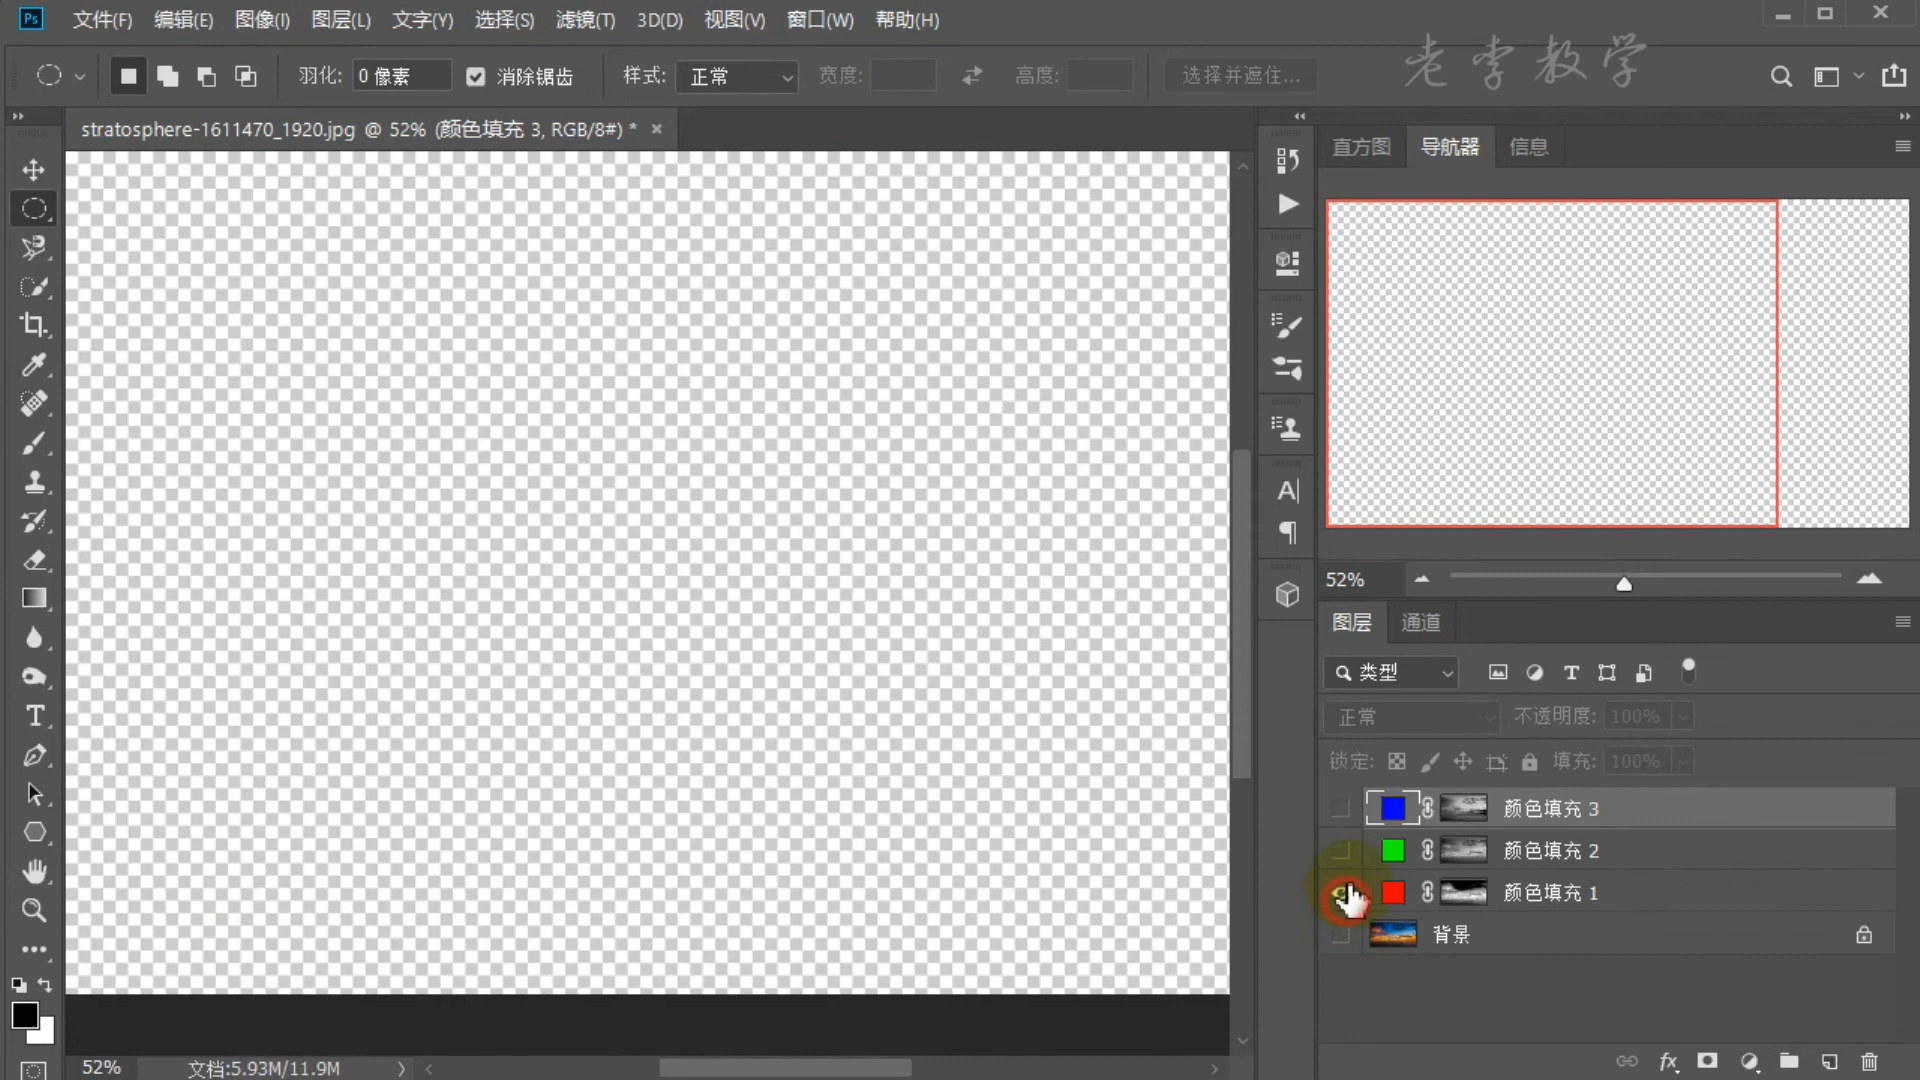 Ps 文件(F) 编辑(E) 图像(I) 图层(L) 文字(Y) 选择(S) 滤镜(T) 3D(D) 视图(V) 窗口(W) 帮助(H)
老李教学
羽化: 0 像素 消除锯齿 样式: 正常 宽度: 高度: 选择并遮住...
stratosphere-1611470_1920.jpg @ 52% (颜色填充 3, RGB/8#) * ×
直方图 导航器 信息
52%
图层 通道
类型
正常 不透明度: 100%
锁定: 填充: 100%
颜色填充 3
颜色填充 2
颜色填充 1
背景
52% 文档:5.93M/11.9M